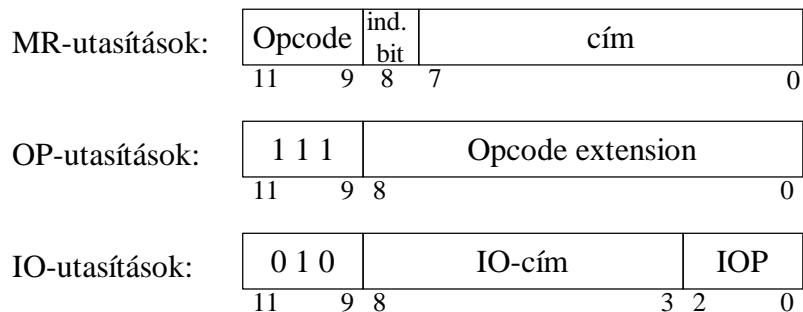 MR-utasítások: Opcode ind. bit cím
11 9 8 7 0
OP-utasítások: 1 1 1 Opcode extension
11 9 8 0
IO-utasítások: 0 1 0 IO-cím IOP
11 9 8 3 2 0